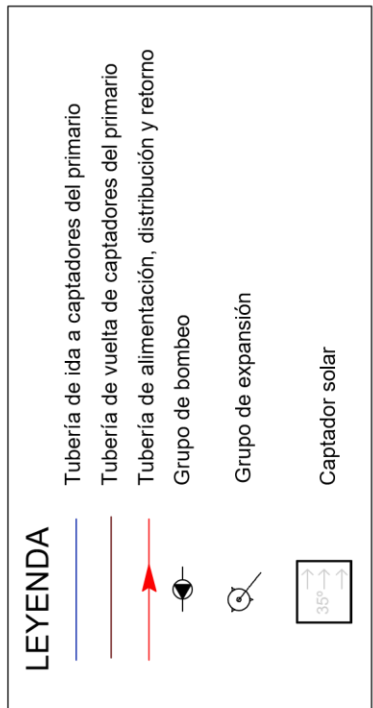 LEYENDA
Tubería de ida a captadores del primario
Tubería de vuelta de captadores del primario
Tubería de alimentación, distribución y retorno
Grupo de bombeo
Grupo de expansión
35º
Captador solar